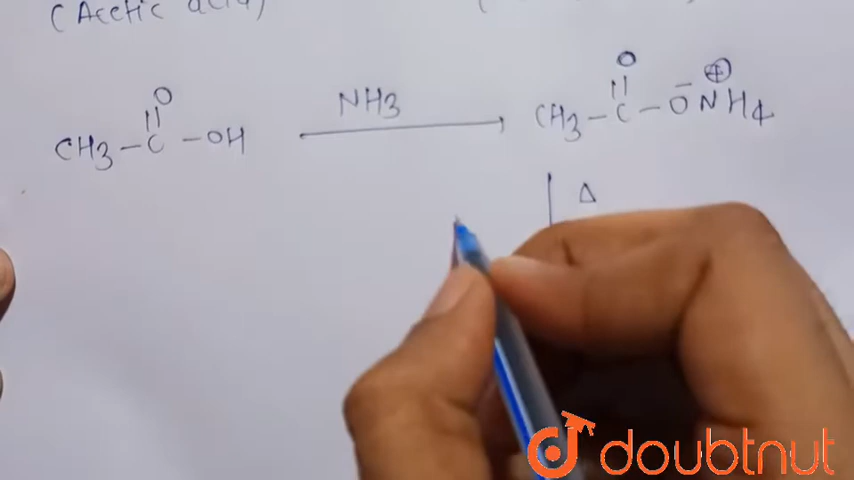 (Acetic acid)
O
CH3 - C - OH
NH3
O
CH3 - C - O⁻ N⊕H4
Δ
doubtnut